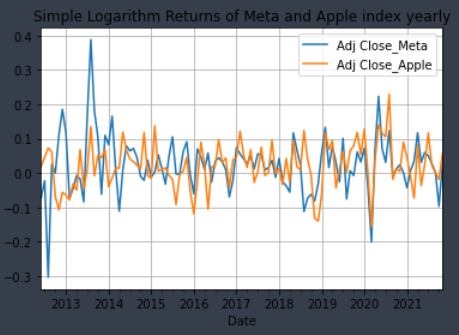 Simple Logarithm Returns of Meta and Apple index yearly
Adj Close_Meta
Adj Close_Apple
0.4
0.3
0.2
0.1
0.0
−0.1
−0.2
−0.3
2013 2014 2015 2016 2017 2018 2019 2020 2021
Date